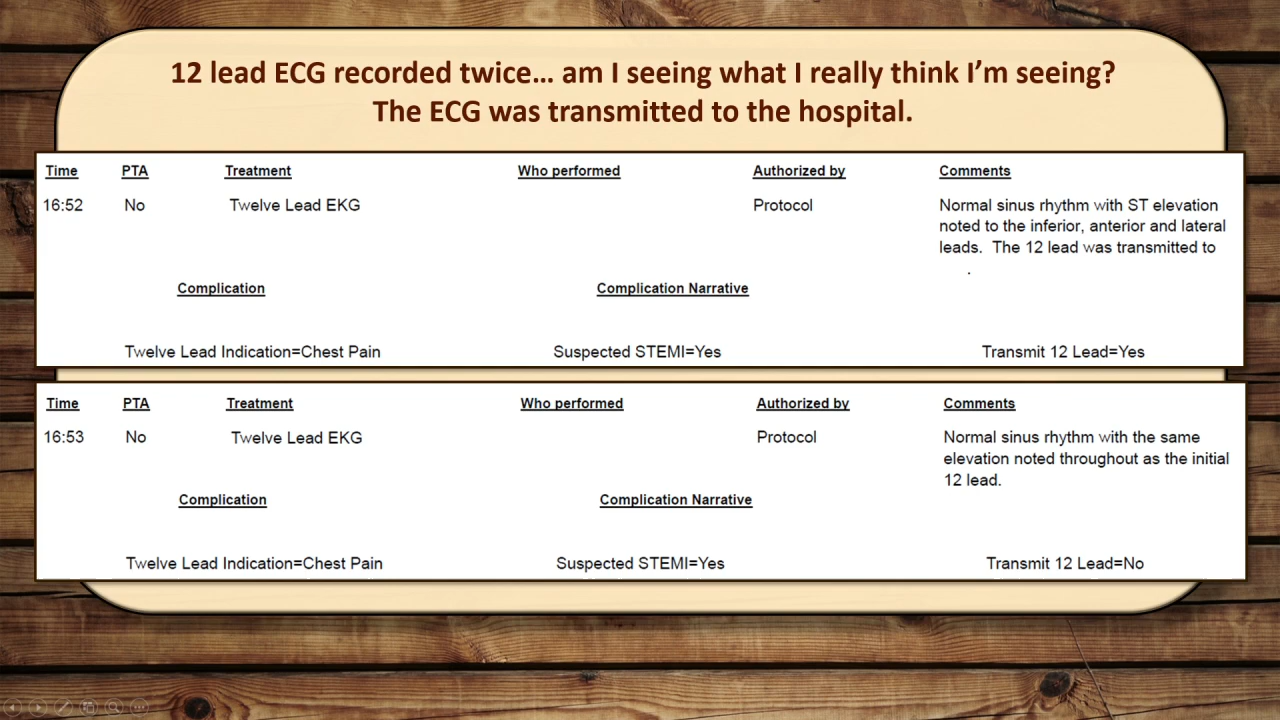 12 lead ECG recorded twice… am I seeing what I really think I’m seeing?
The ECG was transmitted to the hospital.
Time PTA Treatment Who performed Authorized by Comments
16:52 No Twelve Lead EKG Protocol Normal sinus rhythm with ST elevation
noted to the inferior, anterior and lateral
leads. The 12 lead was transmitted to
.
Complication Complication Narrative
Twelve Lead Indication=Chest Pain Suspected STEMI=Yes Transmit 12 Lead=Yes
Time PTA Treatment Who performed Authorized by Comments
16:53 No Twelve Lead EKG Protocol Normal sinus rhythm with the same
elevation noted throughout as the initial
12 lead.
Complication Complication Narrative
Twelve Lead Indication=Chest Pain Suspected STEMI=Yes Transmit 12 Lead=No